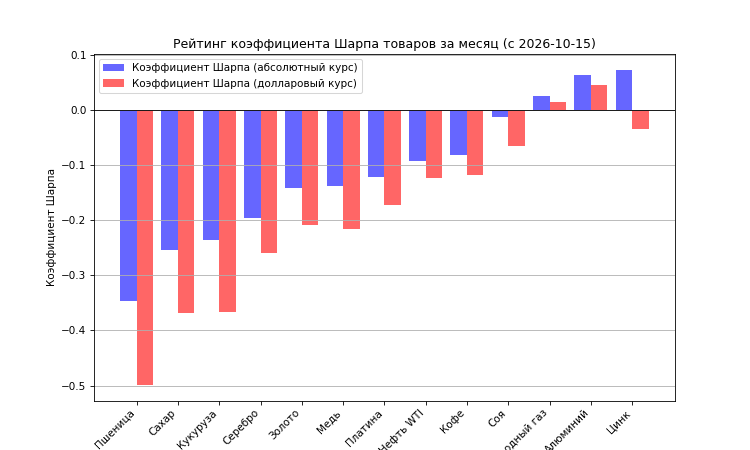 Рейтинг коэффициента Шарпа товаров за месяц (с 2026-10-15)
Коэффициент Шарпа (абсолютный курс)
Коэффициент Шарпа (долларовый курс)
Коэффициент Шарпа
0.1
0.0
−0.1
−0.2
−0.3
−0.4
−0.5
Пшеница
Сахар
Кукуруза
Серебро
Золото
Медь
Платина
Нефть WTI
Кофе
Соя
газ
Алюминий
Цинк